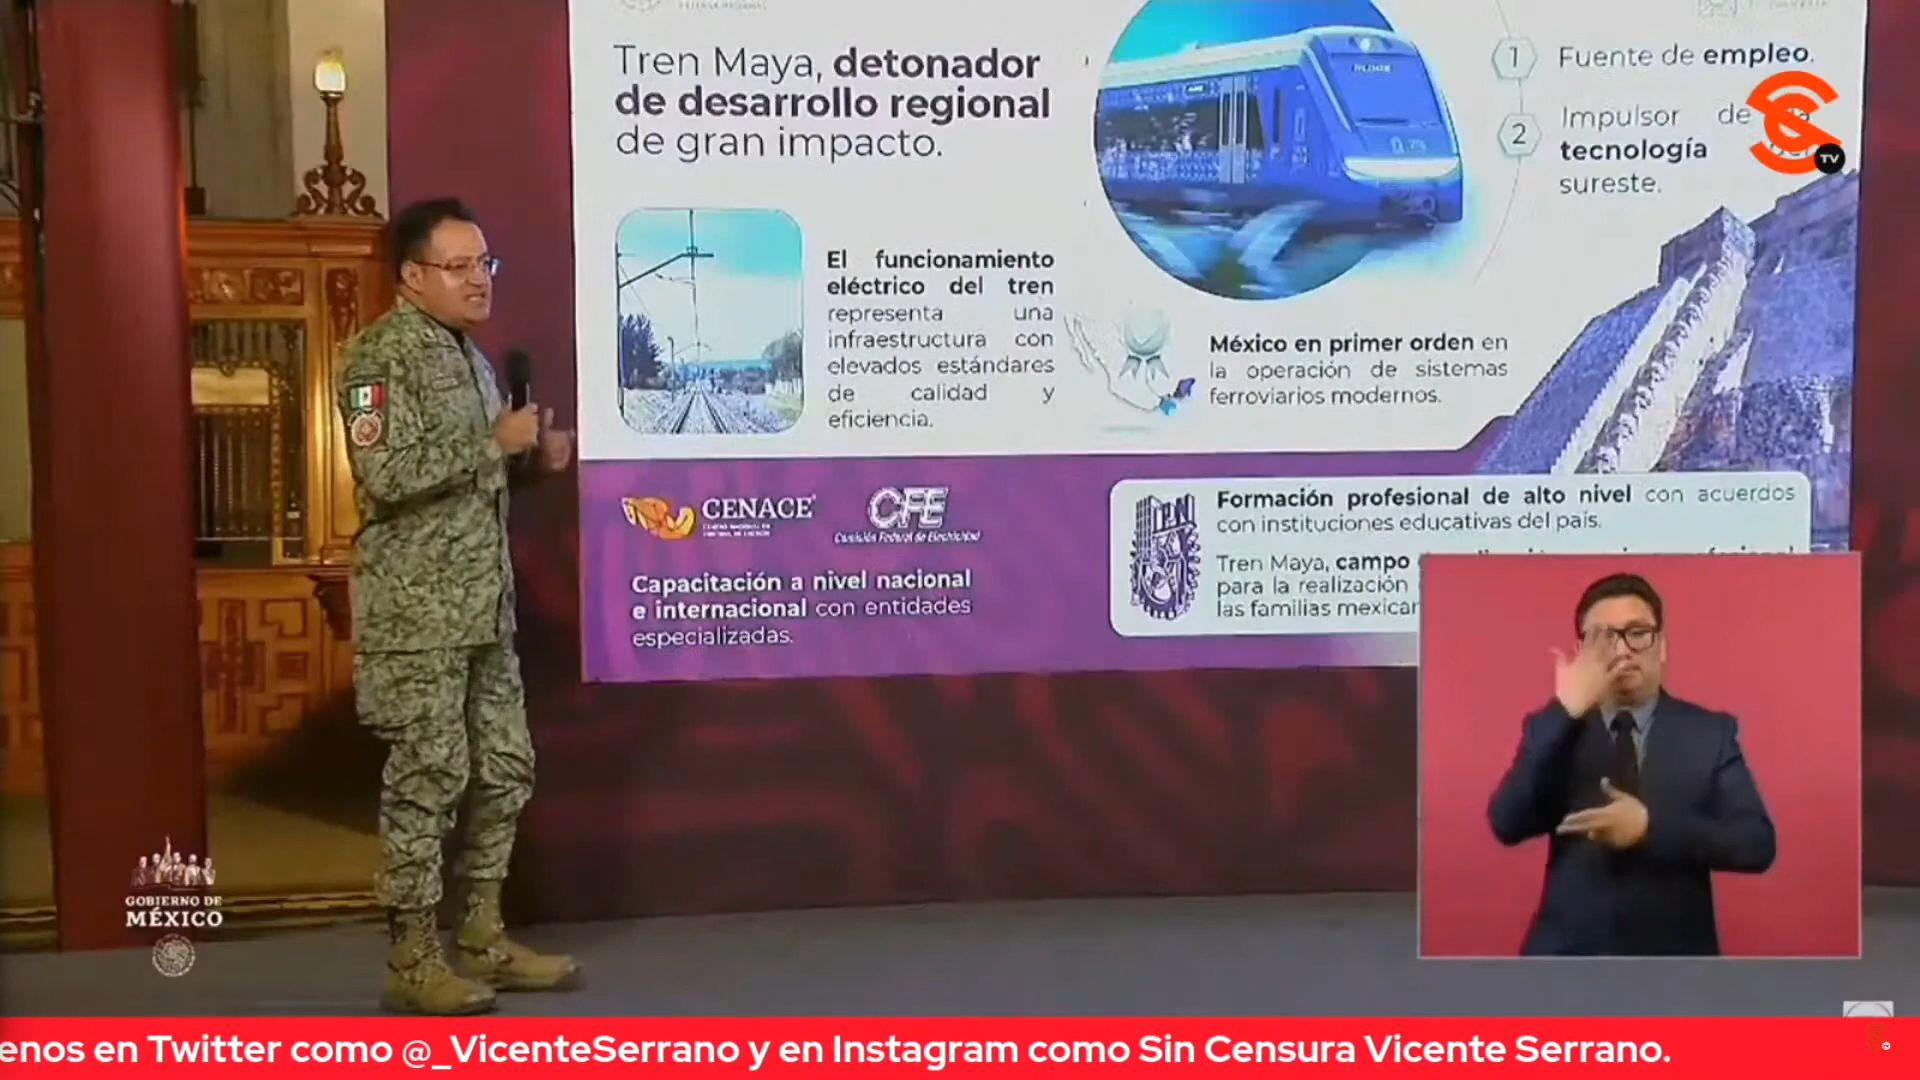 Tren Maya, detonador
de desarrollo regional
de gran impacto.
1
Fuente de empleo.
2
Impulsor de
tecnología
sureste.
TV
El funcionamiento
eléctrico del tren
representa una
infraestructura con
elevados estándares
de calidad y
eficiencia.
México en primer orden en
la operación de sistemas
ferroviarios modernos.
CENACE
CFE
Comisión Federal de Electricidad
Capacitación a nivel nacional
e internacional con entidades
especializadas.
IPN
Formación profesional de alto nivel con acuerdos
con instituciones educativas del país.
Tren Maya, campo
para la realización
las familias mexicar
GOBIERNO DE
MÉXICO
enos en Twitter como @_VicenteSerrano y en Instagram como Sin Censura Vicente Serrano.